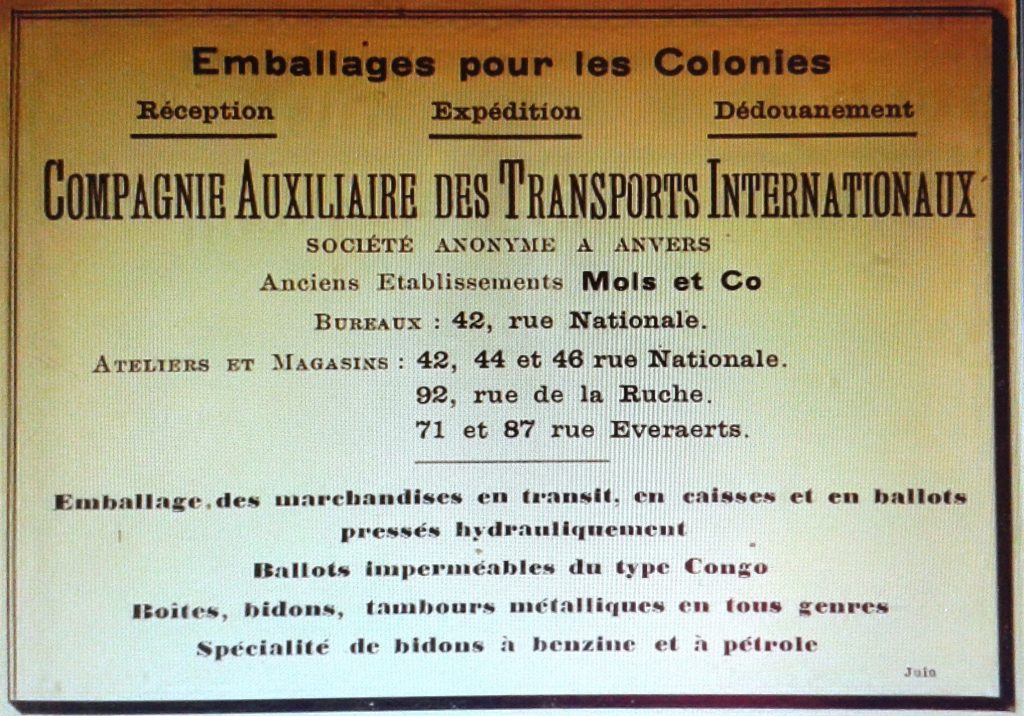 Emballages pour les Colonies
Réception Expédition Dédouanement
COMPAGNIE AUXILIAIRE DES TRANSPORTS INTERNATIONAUX
SOCIÉTÉ ANONYME A ANVERS
Anciens Etablissements Mols et Co
BUREAUX : 42, rue Nationale.
ATELIERS ET MAGASINS : 42, 44 et 46 rue Nationale.
92, rue de la Ruche.
71 et 87 rue Everaerts.
Emballage des marchandises en transit, en caisses et en ballots
pressés hydrauliquement
Ballots imperméables du type Congo
Boîtes, bidons, tambours métalliques en tous genres
Spécialité de bidons à benzine et à pétrole
Juin